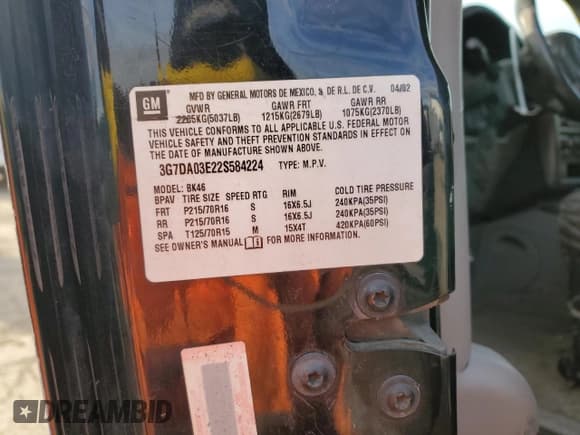 GM
MFD BY GENERAL MOTORS DE MEXICO, S. DE R.L. DE C.V. 04/02
GVWR GAWR FRT GAWR RR
2285KG(5037LB) 1215KG(2679LB) 1075KG(2370LB)
THIS VEHICLE CONFORMS TO ALL APPLICABLE U.S. FEDERAL MOTOR
VEHICLE SAFETY AND THEFT PREVENTION STANDARDS IN EFFECT ON
THE DATE OF MANUFACTURE SHOWN ABOVE.
3G7DA03E22S584224 TYPE: M.P.V.
MODEL: BK46
BPAV TIRE SIZE SPEED RTG RIM COLD TIRE PRESSURE
FRT P215/70R16 S 16X6.5J 240KPA(35PSI)
RR P215/70R16 S 16X6.5J 240KPA(35PSI)
SPA T125/70R15 M 15X4T 420KPA(60PSI)
SEE OWNER'S MANUAL FOR MORE INFORMATION.
DREAMBID